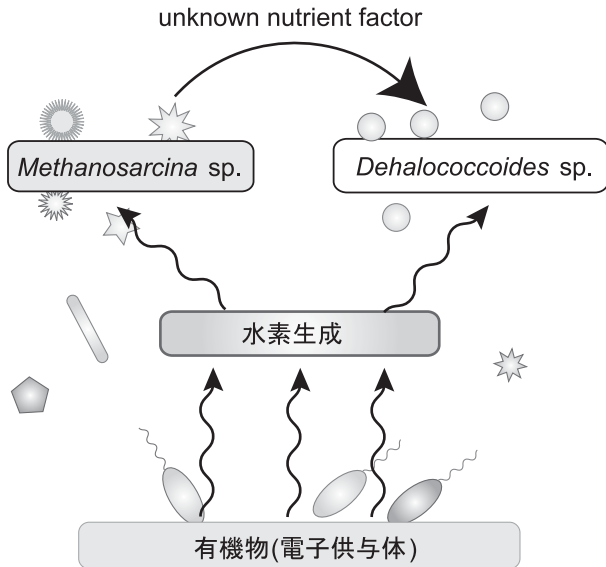 unknown nutrient factor
Methanosarcina sp.
Dehalococcoides sp.
水素生成
有機物(電子供与体)